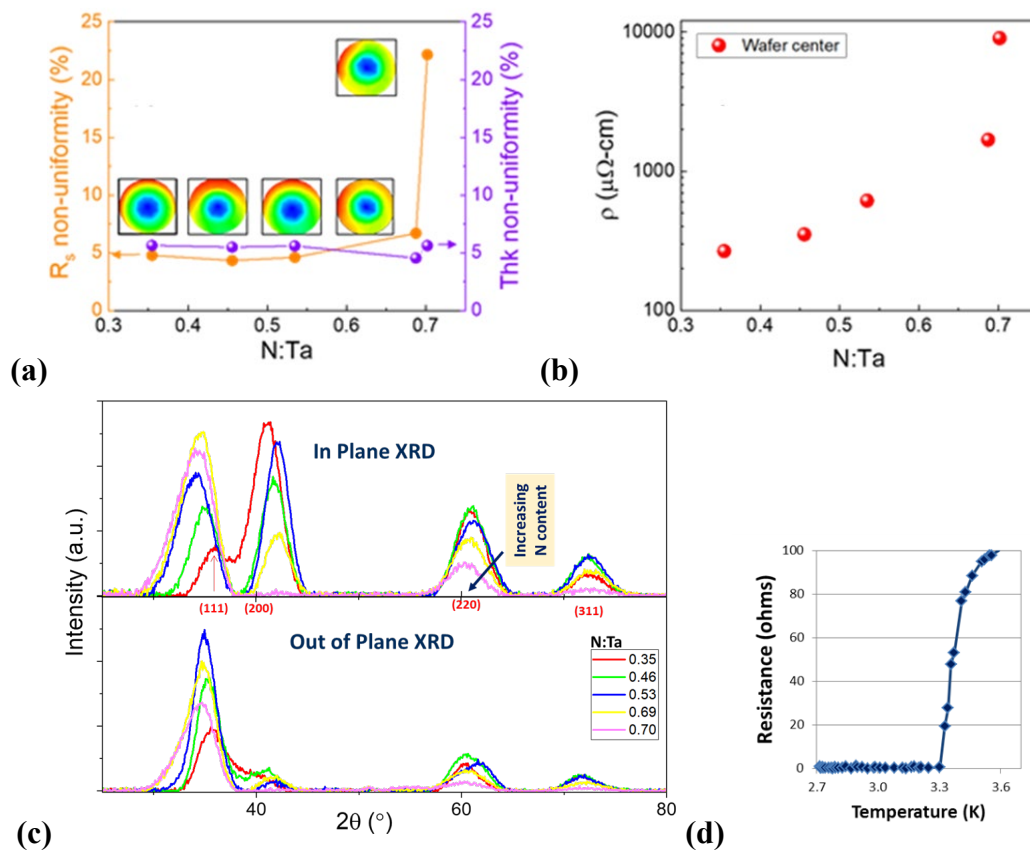 25
20
15
10
5
0
R_s non-uniformity (%)
25
20
15
10
5
0
Thk non-uniformity (%)
0.3 0.4 0.5 0.6 0.7
N:Ta
(a)
10000
1000
100
ρ (μΩ-cm)
Wafer center
0.3 0.4 0.5 0.6 0.7
N:Ta
(b)
In Plane XRD
Increasing
N content
Intensity (a.u.)
(111) (200) (220) (311)
Out of Plane XRD
N:Ta
0.35
0.46
0.53
0.69
0.70
40 60 80
2θ (°)
(c)
100
80
60
40
20
0
Resistance (ohms)
2.7 3.0 3.3 3.6
Temperature (K)
(d)